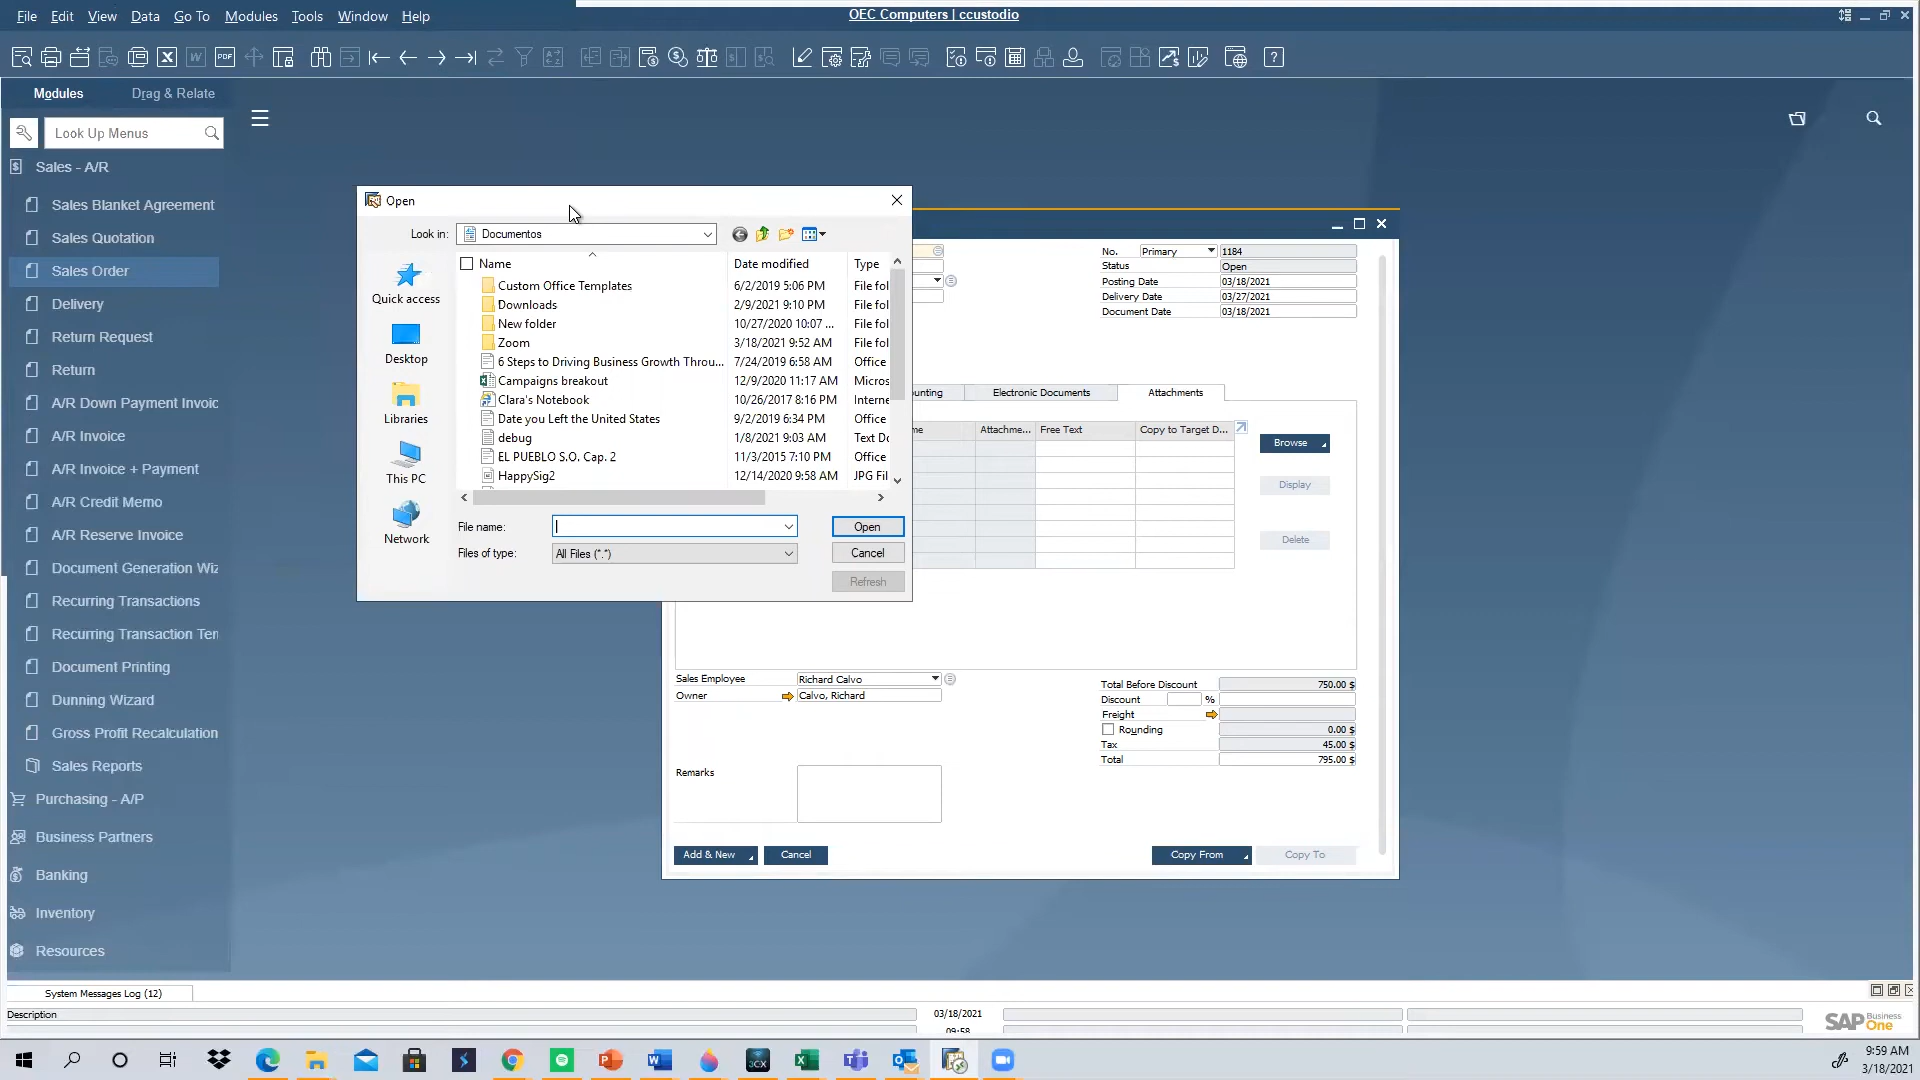 File Edit View Data Go To Modules Tools Window Help
OEC Computers | ccustodio
Modules Drag & Relate
Look Up Menus
Sales - A/R
Sales Blanket Agreement
Sales Quotation
Sales Order
Delivery
Return Request
Return
A/R Down Payment Invoic
A/R Invoice
A/R Invoice + Payment
A/R Credit Memo
A/R Reserve Invoice
Document Generation Wiz
Recurring Transactions
Recurring Transaction Ten
Document Printing
Dunning Wizard
Gross Profit Recalculation
Sales Reports
Purchasing - A/P
Business Partners
Banking
Inventory
Resources
Open
Look in: Documentos
Quick access
Desktop
Libraries
This PC
Network
Name Date modified Type
Custom Office Templates 6/2/2019 5:06 PM File fol
Downloads 2/9/2021 9:10 PM File fol
New folder 10/27/2020 10:07 ... File fol
Zoom 3/18/2021 9:52 AM File fol
6 Steps to Driving Business Growth Throu... 7/24/2019 6:58 AM Office
Campaigns breakout 12/9/2020 11:17 AM Micros
Clara's Notebook 10/26/2017 8:16 PM Interne
Date you Left the United States 9/2/2019 6:34 PM Office
debug 1/8/2021 9:03 AM Text Do
EL PUEBLO S.O. Cap. 2 11/3/2015 7:10 PM Office
HappySig2 12/14/2020 9:58 AM JPG Fil
File name: Open
Files of type: All Files (*.*) Cancel
Refresh
No. Primary 1184
Status Open
Posting Date 03/18/2021
Delivery Date 03/27/2021
Document Date 03/18/2021
unting Electronic Documents Attachments
me Attachme... Free Text Copy to Target D...
Browse
Display
Delete
Sales Employee Richard Calvo
Owner Calvo, Richard
Total Before Discount 750.00 $
Discount %
Freight
Rounding 0.00 $
Tax 45.00 $
Total 795.00 $
Remarks
Add & New Cancel Copy From Copy To
System Messages Log (12)
Description 03/18/2021
09:58
SAP Business One
9:59 AM
3/18/2021